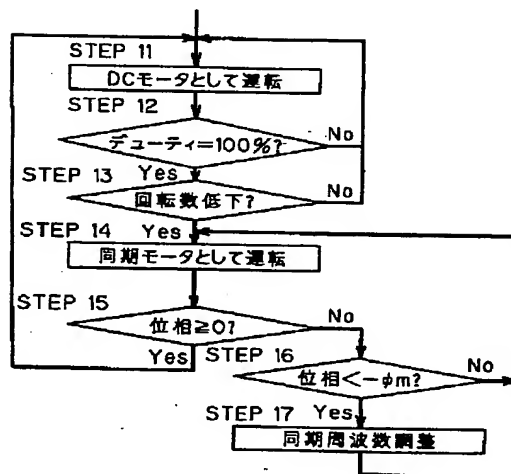 STEP 11
DCモータとして運転
STEP 12
デューティ=100%?
No
STEP 13
Yes
回転数低下?
No
STEP 14
Yes
同期モータとして運転
STEP 15
位相≧0?
No
Yes
STEP 16
位相<-φm?
No
STEP 17
Yes
同期周波数調整